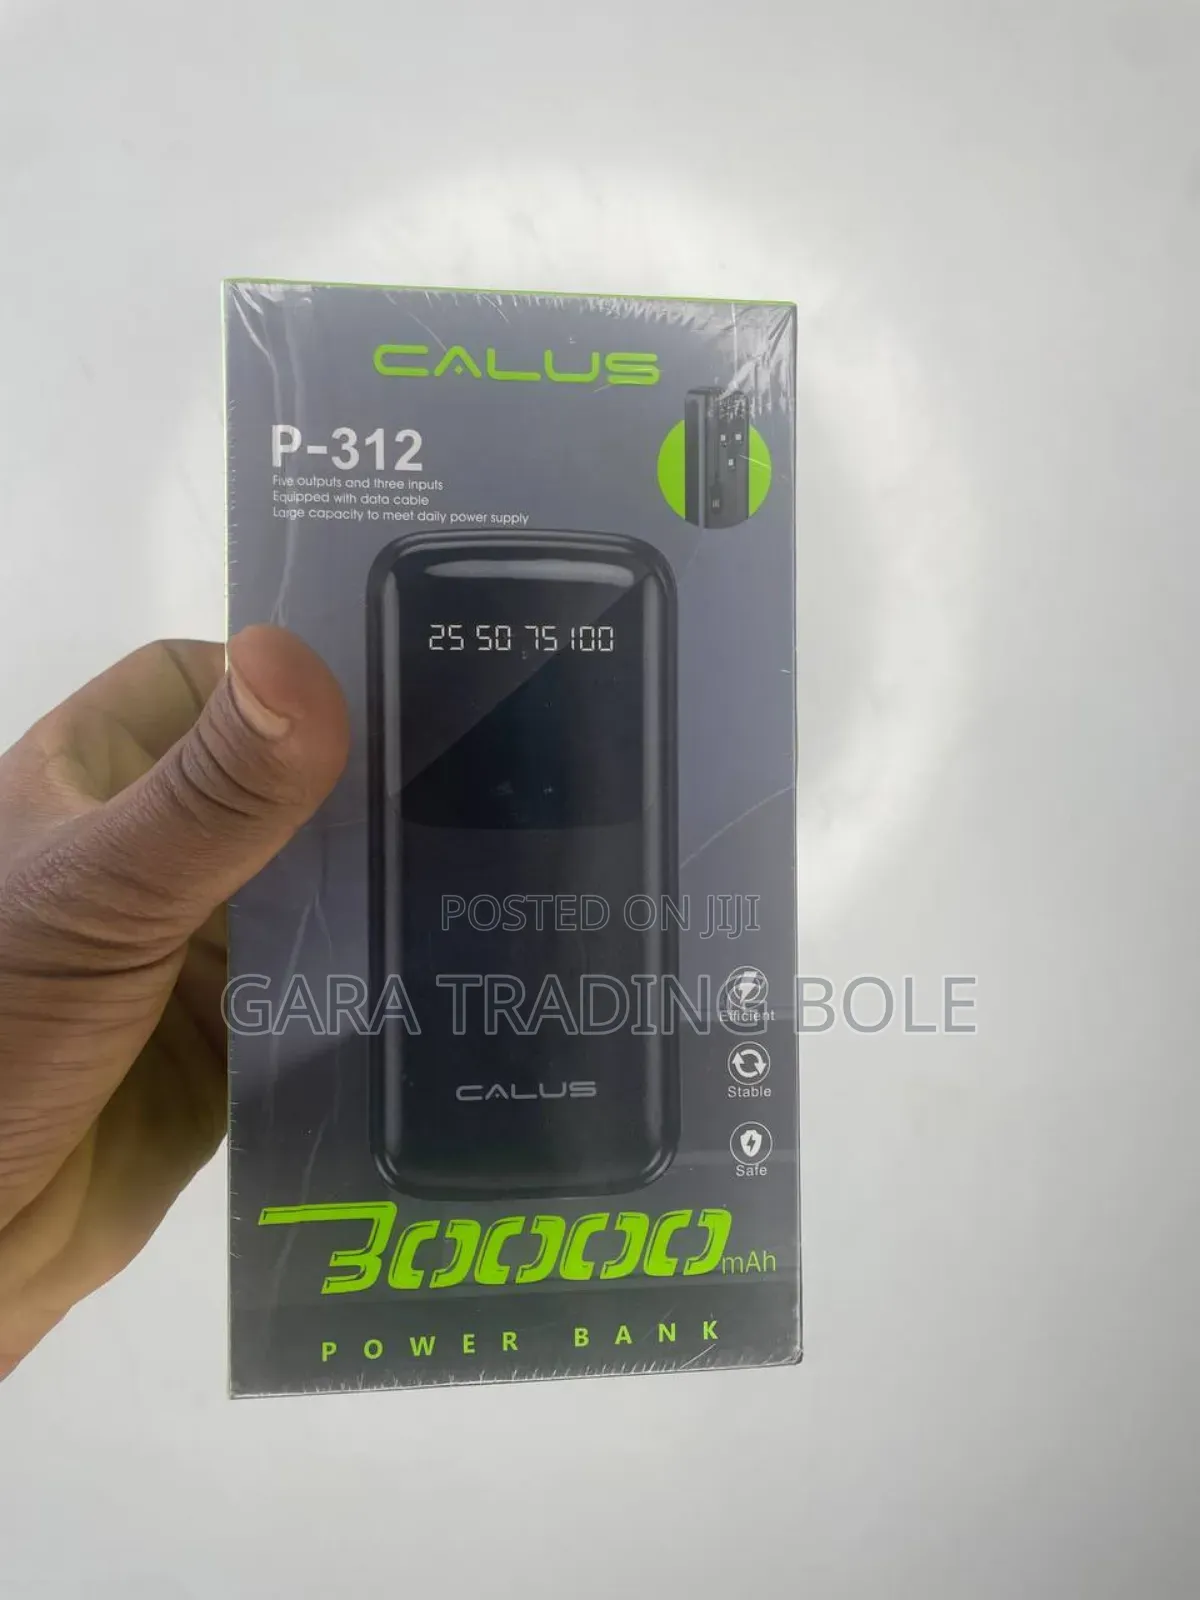 CALUS
P-312
Five outputs and three inputs
Equipped with data cable
Large capacity to meet daily power supply
25 50 75 100
POSTED ON JIJI
GARA TRADING BOLE
Efficient
Stable
CALUS
Safe
30000mAh
POWER BANK